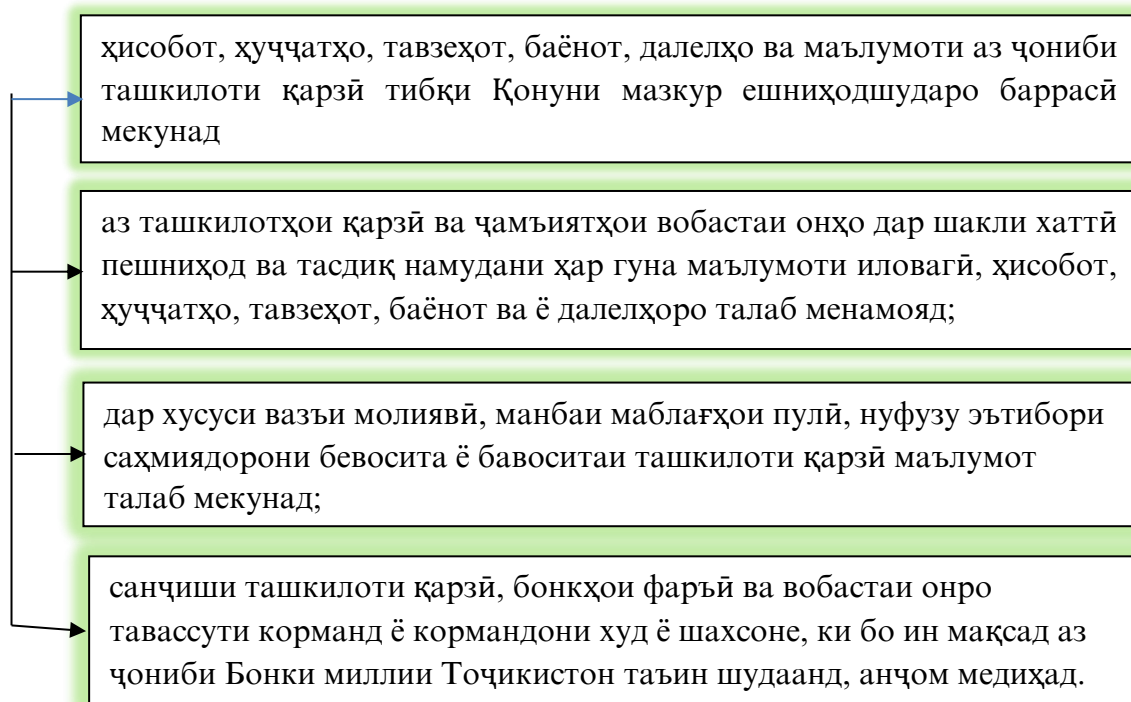 ҳисобот, ҳуҷҷатҳо, тавзеҳот, баёнот, далелҳо ва маълумоти аз ҷониби
ташкилоти қарзӣ тибқи Қонуни мазкур ешниҳодшударо баррасӣ
мекунад
аз ташкилотҳои қарзӣ ва ҷамъиятҳои вобастаи онҳо дар шакли хаттӣ
пешниҳод ва тасдиқ намудани ҳар гуна маълумоти иловагӣ, ҳисобот,
ҳуҷҷатҳо, тавзеҳот, баёнот ва ё далелҳоро талаб менамояд;
дар хусуси вазъи молиявӣ, манбаи маблағҳои пулӣ, нуфузу эътибори
саҳмиядорони бевосита ё бавоситаи ташкилоти қарзӣ маълумот
талаб мекунад;
санҷиши ташкилоти қарзӣ, бонкҳои фаръӣ ва вобастаи онро
тавассути корманд ё кормандони худ ё шахсоне, ки бо ин мақсад аз
ҷониби Бонки миллии Тоҷикистон таъин шудаанд, анҷом медиҳад.